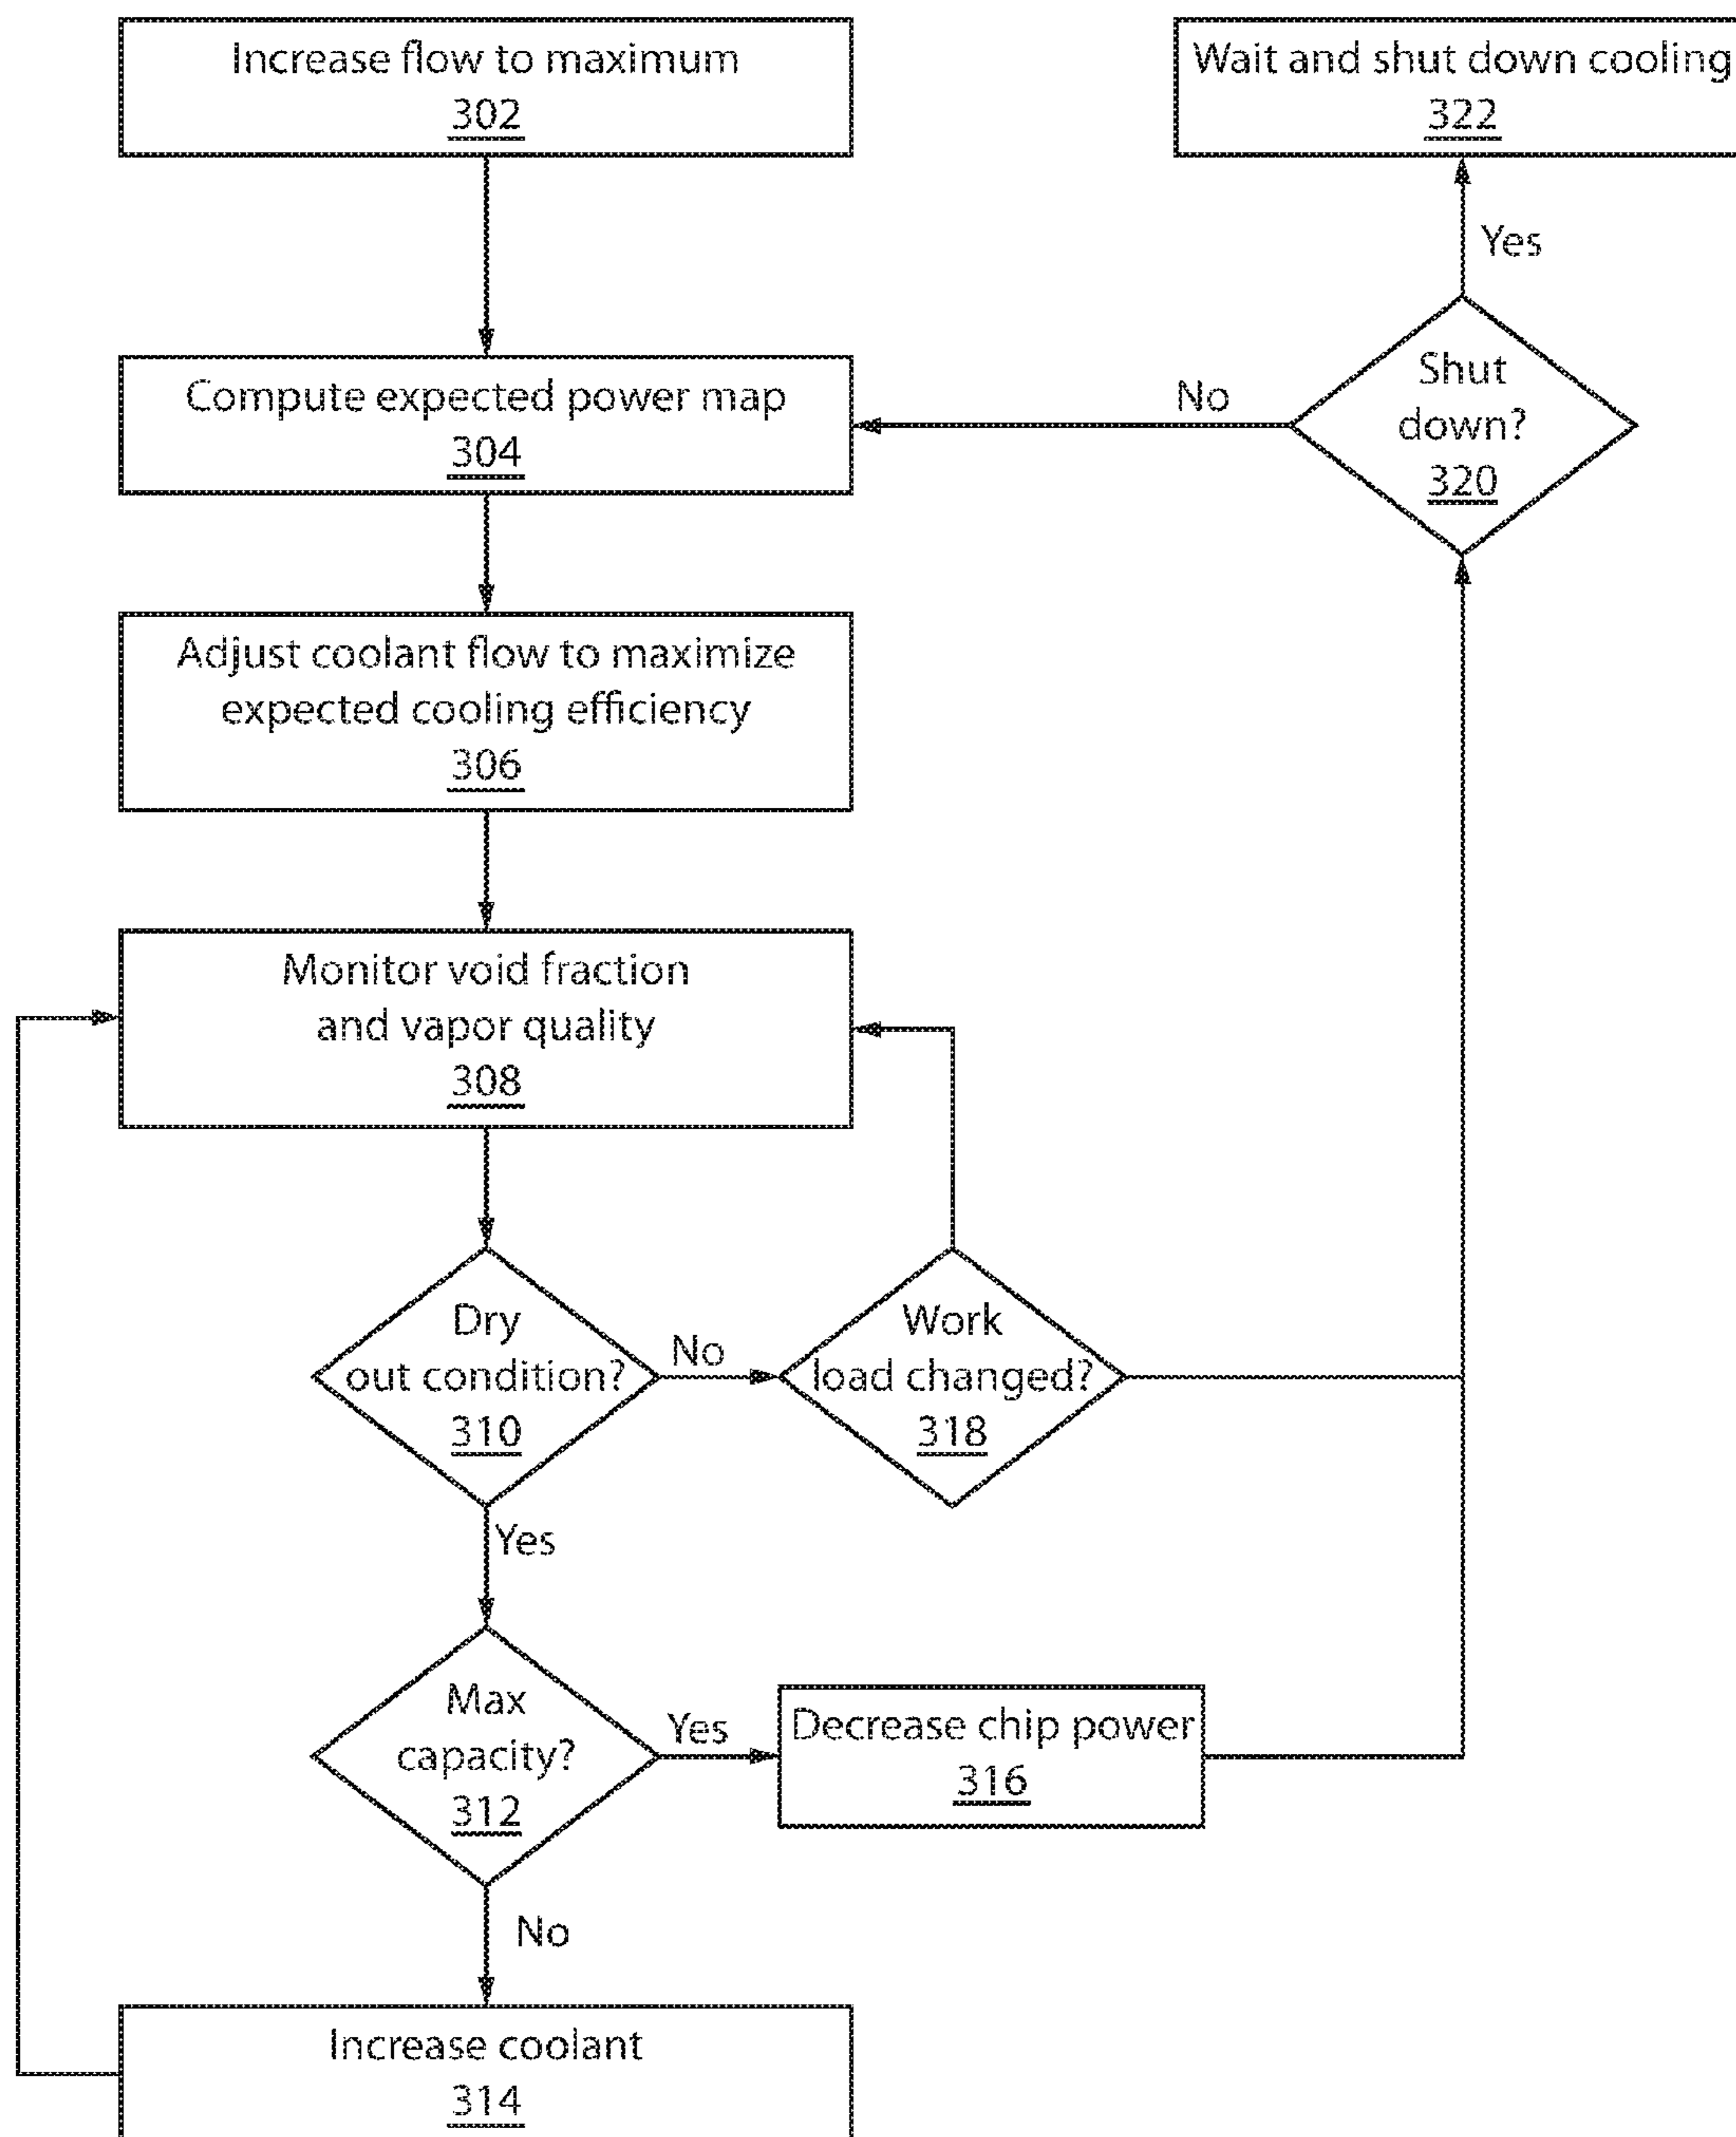 Increase flow to maximum
302
Wait and shut down cooling
322
Yes
Compute expected power map
304
No
Shut
down?
320
Adjust coolant flow to maximize
expected cooling efficiency
306
Monitor void fraction
and vapor quality
308
Dry
out condition?
310
No
Work
load changed?
318
Yes
Max
capacity?
312
Yes
Decrease chip power
316
No
Increase coolant
314